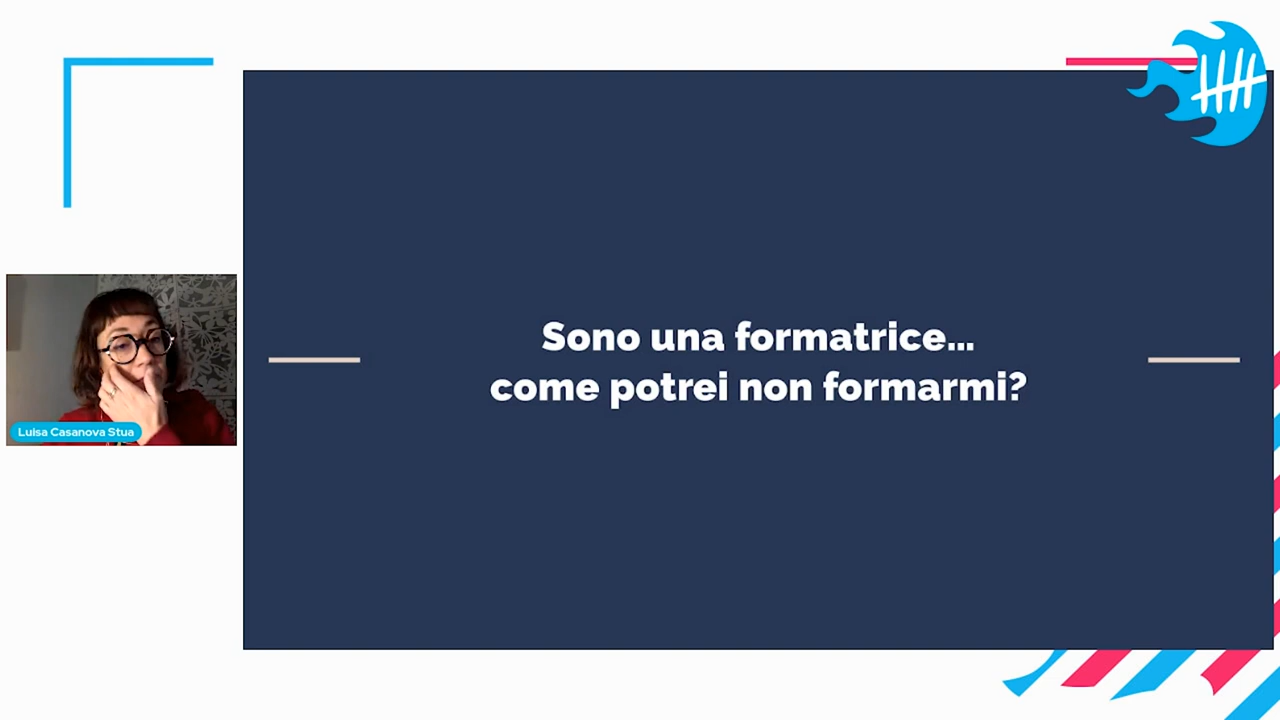 Sono una formatrice...
come potrei non formarmi?
Luisa Casanova Stua